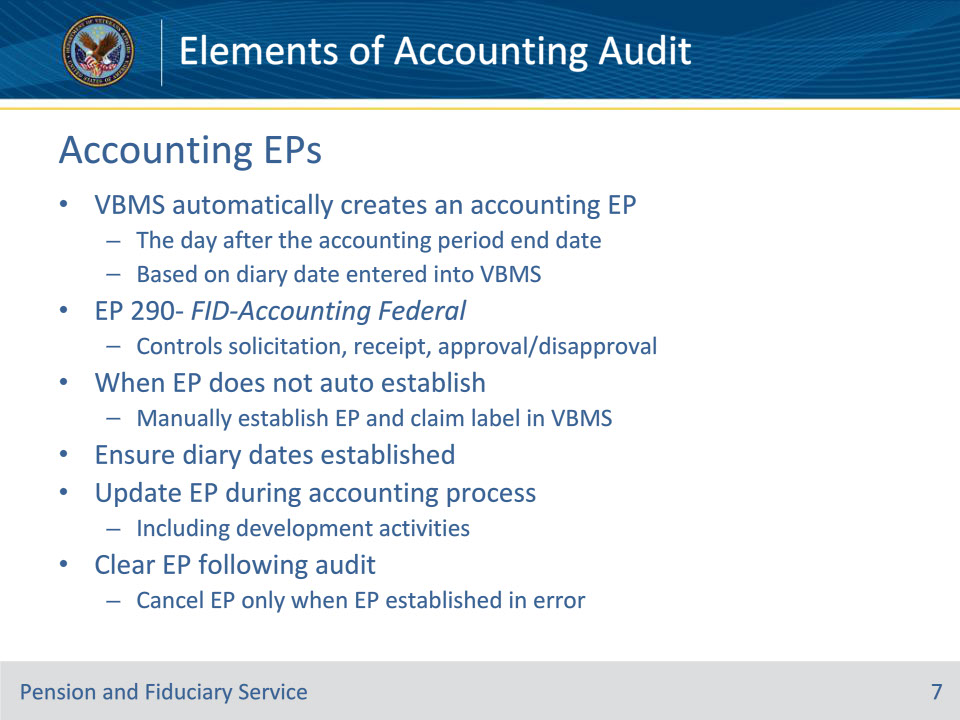 Elements of Accounting Audit
Accounting EPs
• VBMS automatically creates an accounting EP
– The day after the accounting period end date
– Based on diary date entered into VBMS
• EP 290- FID-Accounting Federal
– Controls solicitation, receipt, approval/disapproval
• When EP does not auto establish
– Manually establish EP and claim label in VBMS
• Ensure diary dates established
• Update EP during accounting process
– Including development activities
• Clear EP following audit
– Cancel EP only when EP established in error
Pension and Fiduciary Service
7